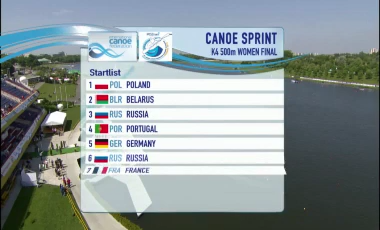 canoe
CANOE SPRINT
K4 500m WOMEN FINAL
Startlist
1 POL POLAND
2 BLR BELARUS
3 RUS RUSSIA
4 POR PORTUGAL
5 GER GERMANY
6 RUS RUSSIA
7 FRA FRANCE